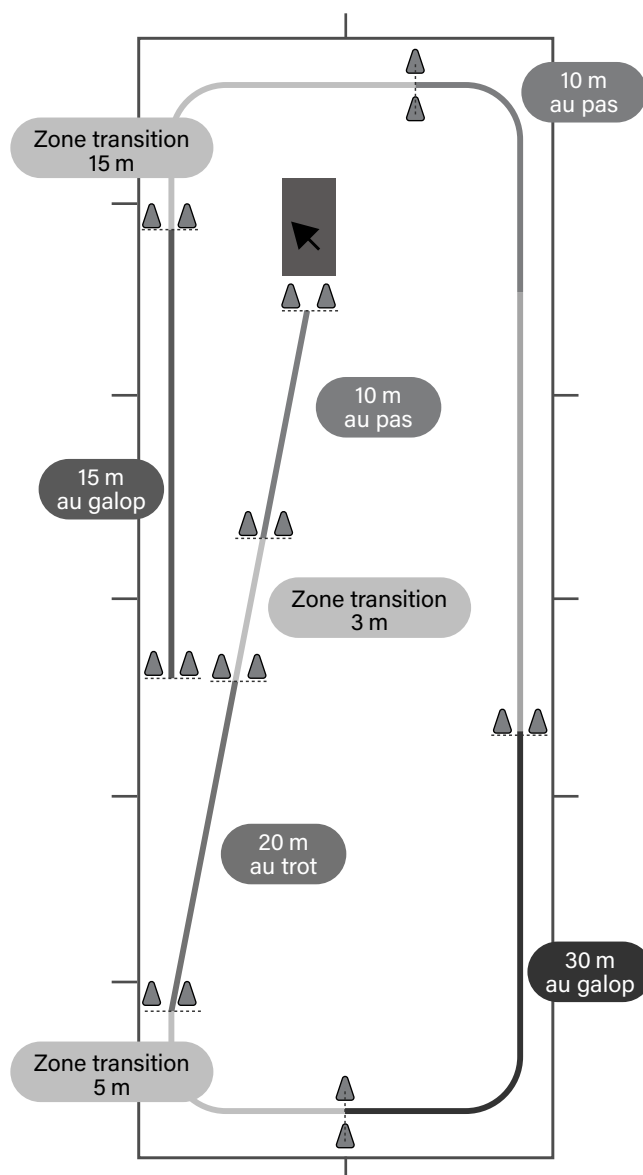 10 m
au pas
Zone transition
15 m
10 m
au pas
15 m
au galop
Zone transition
3 m
20 m
au trot
30 m
au galop
Zone transition
5 m